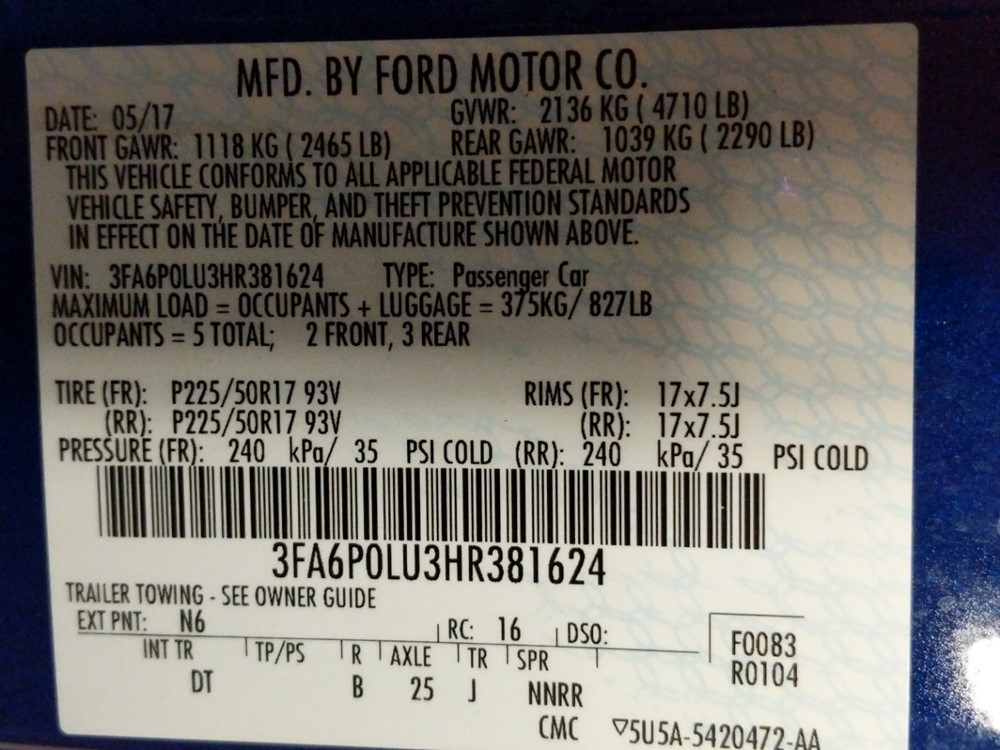 MFD. BY FORD MOTOR CO.
DATE: 05/17 GVWR: 2136 KG ( 4710 LB)
FRONT GAWR: 1118 KG ( 2465 LB) REAR GAWR: 1039 KG ( 2290 LB)
THIS VEHICLE CONFORMS TO ALL APPLICABLE FEDERAL MOTOR
VEHICLE SAFETY, BUMPER, AND THEFT PREVENTION STANDARDS
IN EFFECT ON THE DATE OF MANUFACTURE SHOWN ABOVE.
VIN: 3FA6P0LU3HR381624 TYPE: Passenger Car
MAXIMUM LOAD = OCCUPANTS + LUGGAGE = 375KG/ 827LB
OCCUPANTS = 5 TOTAL; 2 FRONT, 3 REAR
TIRE (FR): P225/50R17 93V RIMS (FR): 17x7.5J
(RR): P225/50R17 93V (RR): 17x7.5J
PRESSURE (FR): 240 kPa/ 35 PSI COLD (RR): 240 kPa/ 35 PSI COLD
3FA6P0LU3HR381624
TRAILER TOWING - SEE OWNER GUIDE
EXT PNT: N6 RC: 16 DSO:
F0083
INT TR TP/PS R AXLE TR SPR
R0104
DT B 25 J NNRR
CMC ▽5U5A-5420472-AA